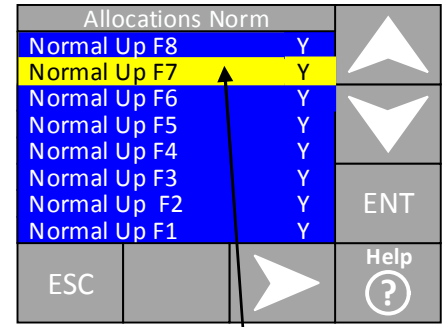 Allocations Norm
Normal Up F8 Y
Normal Up F7 Y
Normal Up F6 Y
Normal Up F5 Y
Normal Up F4 Y
Normal Up F3 Y
Normal Up F2 Y
Normal Up F1 Y
ENT
ESC
Help
?